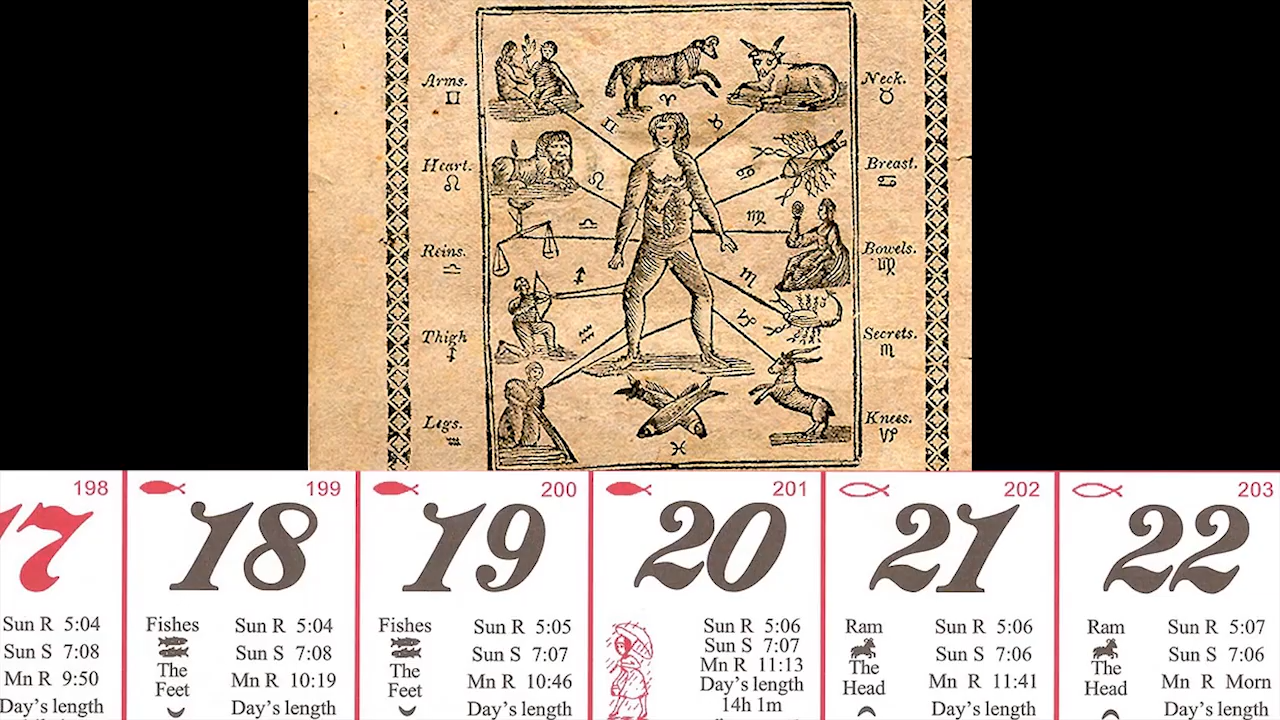 Arms.
♊
Neck.
♉
♈
♊
♉
Heart.
♌
Breast.
♋
♌
♋
♎
♍
Reins.
♎
Bowels.
♍
♐
♏
Thigh
♐
Secrets.
♏
♒
♑
Legs.
♒
Knees.
♑
♓
198
17
Sun R 5:04
Sun S 7:08
Mn R 9:50
Day’s length
199
18
Fishes
The
Feet
Sun R 5:04
Sun S 7:08
Mn R 10:19
Day’s length
200
19
Fishes
The
Feet
Sun R 5:05
Sun S 7:07
Mn R 10:46
Day’s length
201
20
Sun R 5:06
Sun S 7:07
Mn R 11:13
Day’s length
14h 1m
202
21
Ram
The
Head
Sun R 5:06
Sun S 7:06
Mn R 11:41
Day’s length
203
22
Ram
The
Head
Sun R 5:07
Sun S 7:06
Mn R Morn
Day’s length